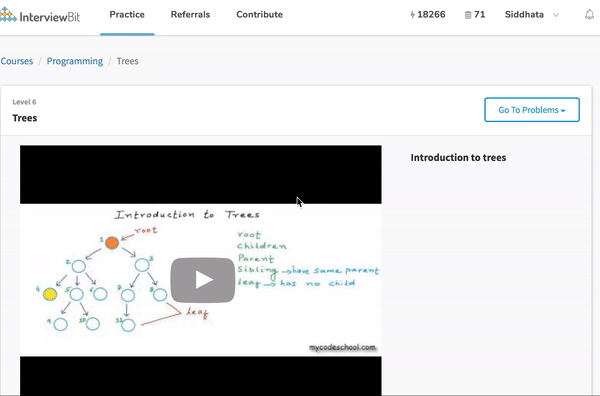 InterviewBit
Practice
Referrals
Contribute
18266
71
Siddhata
Courses / Programming / Trees
Level 6
Trees
Go To Problems
Introduction to trees
Introduction to Trees
root
root
Children
Parent
Sibling → have same parent
leaf → has no child
1
2
3
4
5
6
7
8
9
10
11
leaf
mycodeschool.com